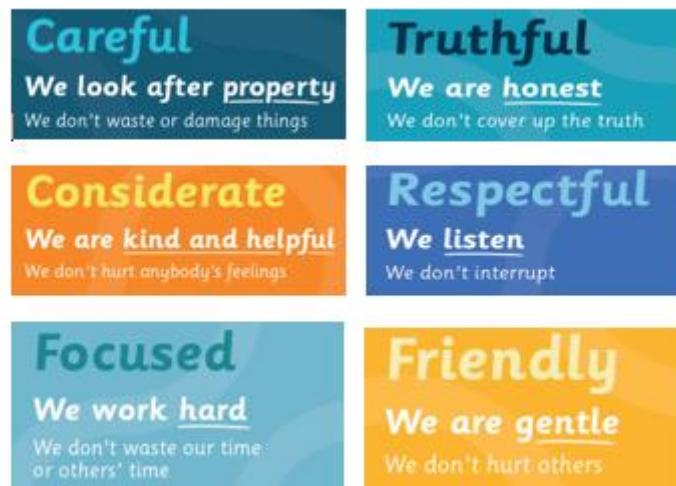 Careful
We look after property
We don't waste or damage things
Truthful
We are honest
We don't cover up the truth
Considerate
We are kind and helpful
We don't hurt anybody's feelings
Respectful
We listen
We don't interrupt
Focused
We work hard
We don't waste our time
or others' time
Friendly
We are gentle
We don't hurt others